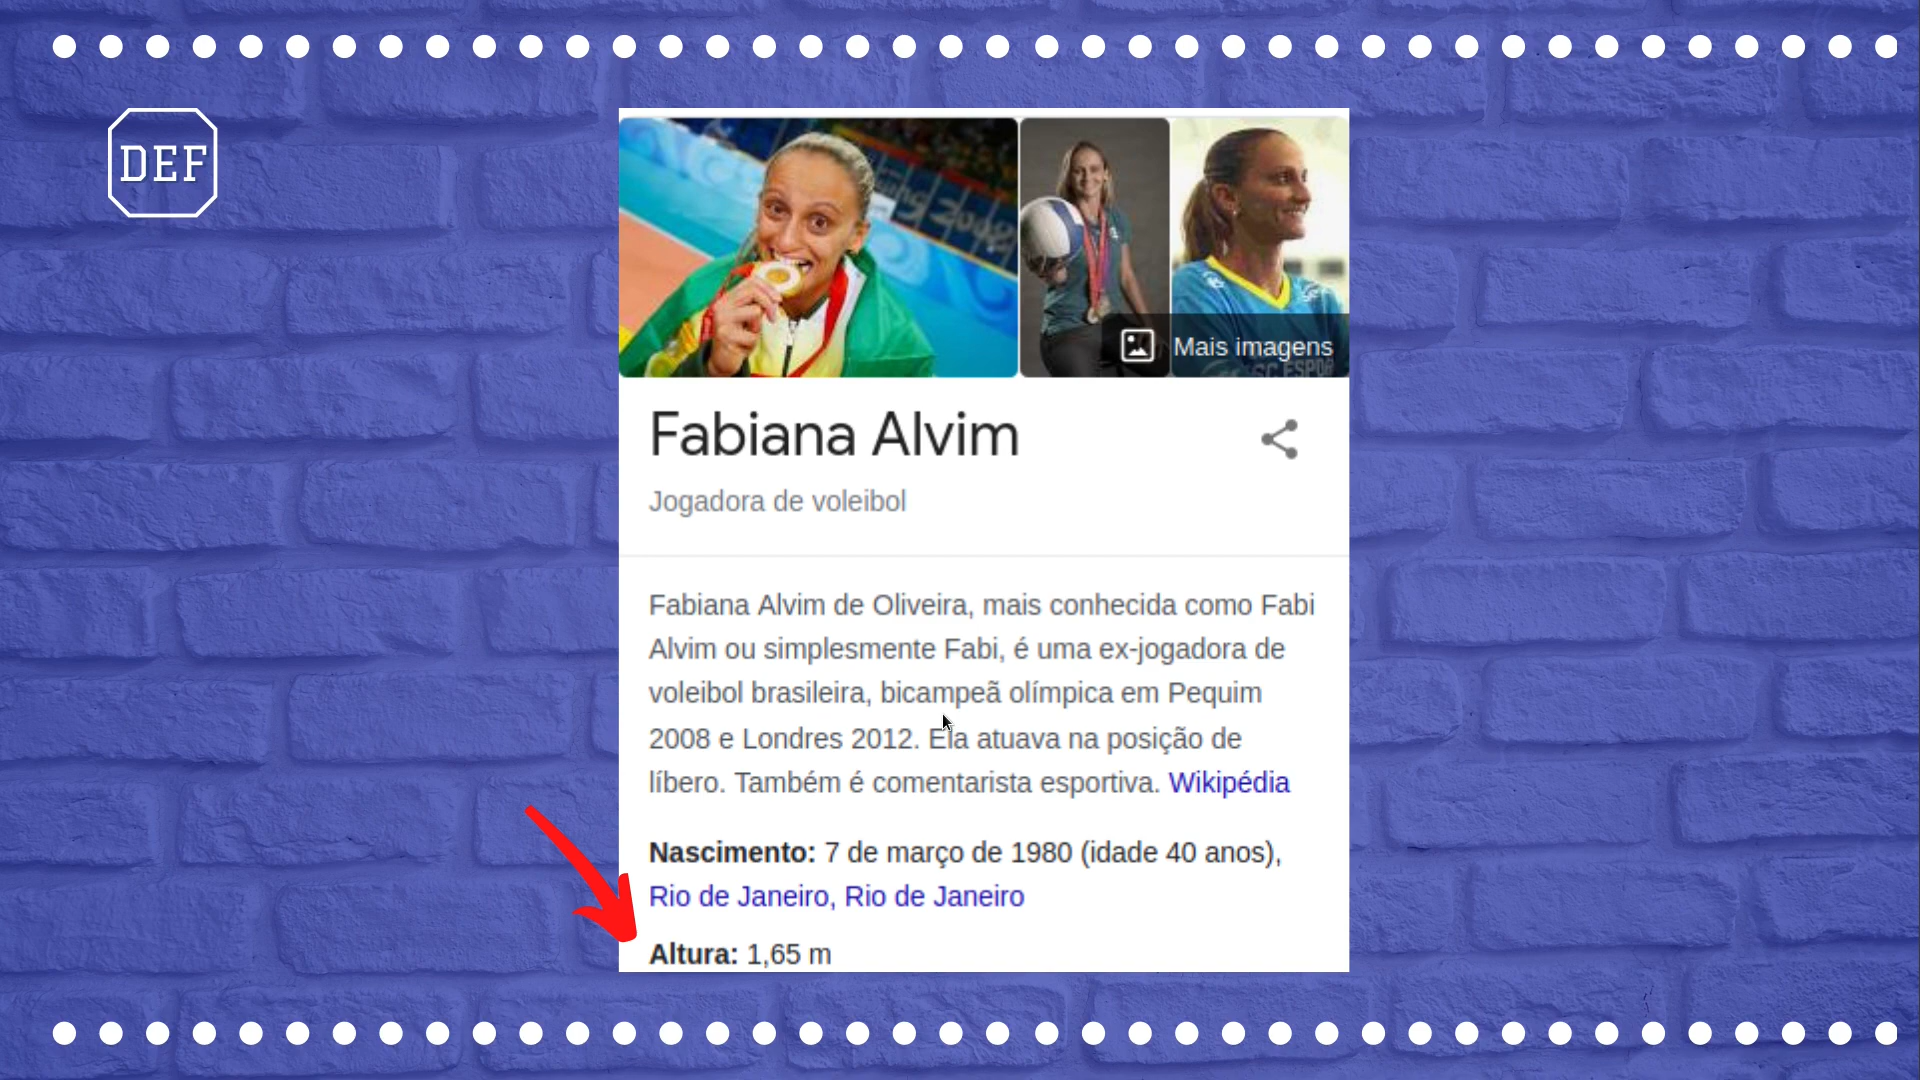 DEF
Mais imagens
Fabiana Alvim
Jogadora de voleibol
Fabiana Alvim de Oliveira, mais conhecida como Fabi
Alvim ou simplesmente Fabi, é uma ex-jogadora de
voleibol brasileira, bicampeã olímpica em Pequim
2008 e Londres 2012. Ela atuava na posição de
líbero. Também é comentarista esportiva. Wikipédia
Nascimento: 7 de março de 1980 (idade 40 anos),
Rio de Janeiro, Rio de Janeiro
Altura: 1,65 m